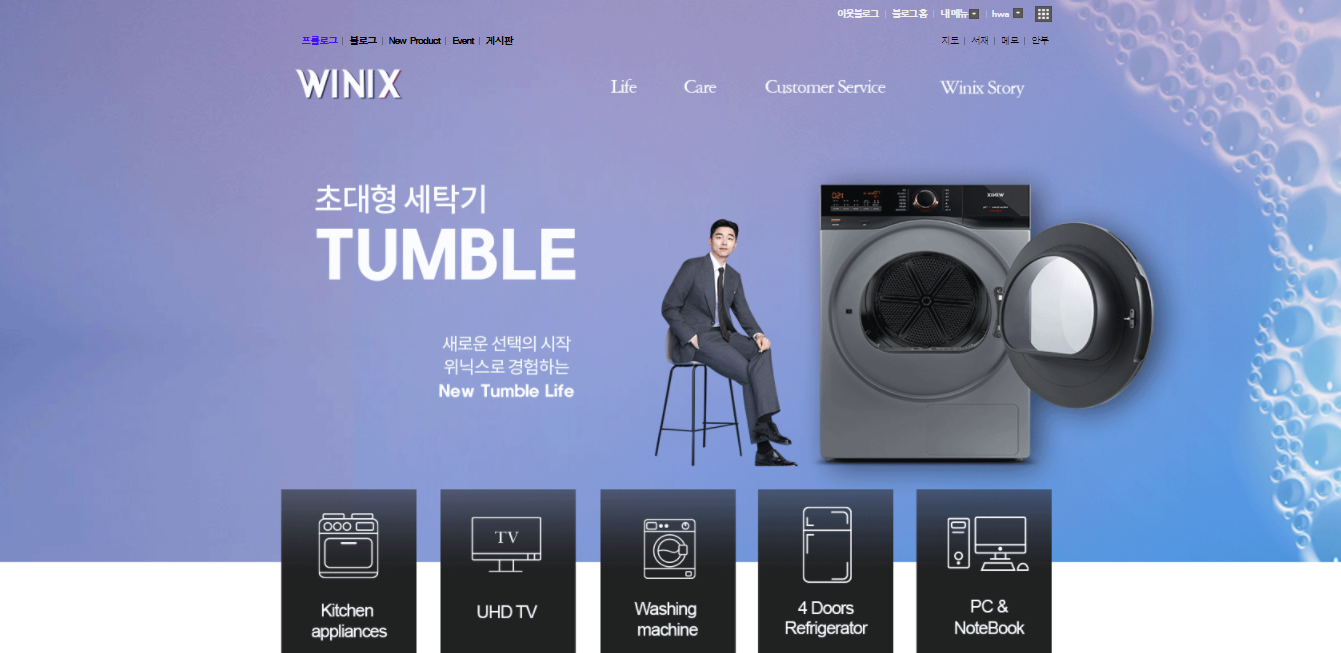 이웃블로그 | 블로그 홈 | 내 메뉴 | hwa
프롤로그 | 블로그 | New Product | Event | 게시판
지도 | 서재 | 메모 | 안부
WINIX
Life Care Customer Service Winix Story
초대형 세탁기
TUMBLE
새로운 선택의 시작
위닉스로 경험하는
New Tumble Life
TV
Kitchen
appliances
UHD TV
Washing
machine
4 Doors
Refrigerator
PC &
NoteBook